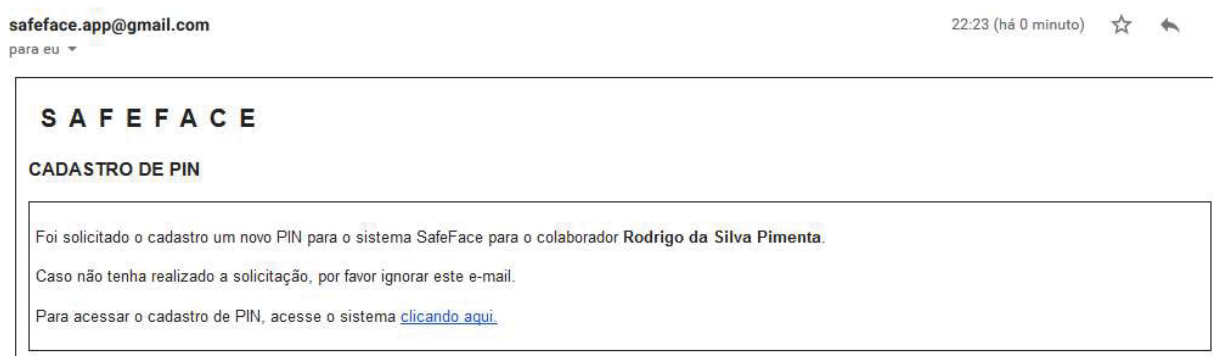 safeface.app@gmail.com
22:23 (há 0 minuto)
para eu
S A F E F A C E
CADASTRO DE PIN
Foi solicitado o cadastro um novo PIN para o sistema SafeFace para o colaborador Rodrigo da Silva Pimenta.
Caso não tenha realizado a solicitação, por favor ignorar este e-mail.
Para acessar o cadastro de PIN, acesse o sistema clicando aqui.